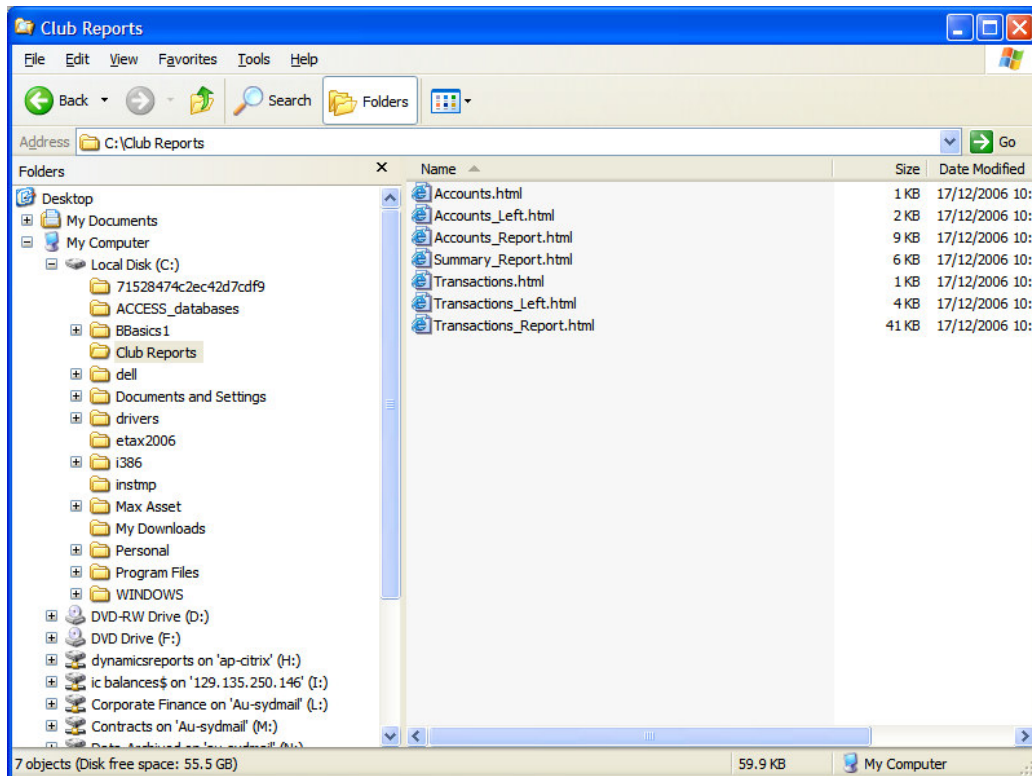 Club Reports
File Edit View Favorites Tools Help
Back Search Folders
Address C:\Club Reports Go
Folders Name Size Date Modified
Desktop
My Documents
My Computer
Local Disk (C:)
71528474c2ec42d7cdf9
ACCESS_databases
BBasics1
Club Reports
dell
Documents and Settings
drivers
etax2006
i386
instmp
Max Asset
My Downloads
Personal
Program Files
WINDOWS
DVD-RW Drive (D:)
DVD Drive (F:)
dynamicsreports on 'ap-citrix' (H:)
ic balances$ on '129.135.250.146' (I:)
Corporate Finance on 'Au-sydmail' (L:)
Contracts on 'Au-sydmail' (M:)
Accounts.html 1 KB 17/12/2006 10:
Accounts_Left.html 2 KB 17/12/2006 10:
Accounts_Report.html 9 KB 17/12/2006 10:
Summary_Report.html 6 KB 17/12/2006 10:
Transactions.html 1 KB 17/12/2006 10:
Transactions_Left.html 4 KB 17/12/2006 10:
Transactions_Report.html 41 KB 17/12/2006 10:
7 objects (Disk free space: 55.5 GB) 59.9 KB My Computer